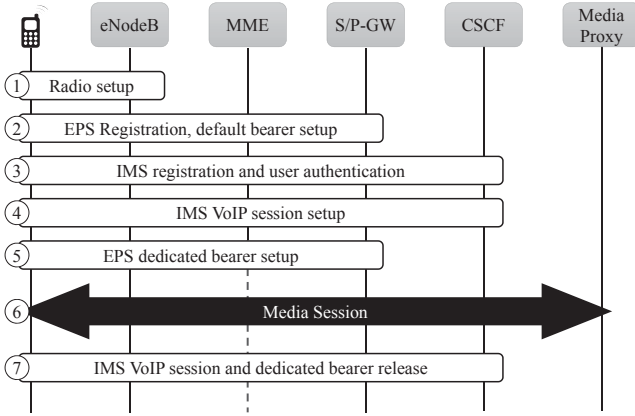 eNodeB
MME
S/P-GW
CSCF
Media
Proxy
1 Radio setup
2 EPS Registration, default bearer setup
3 IMS registration and user authentication
4 IMS VoIP session setup
5 EPS dedicated bearer setup
6 Media Session
7 IMS VoIP session and dedicated bearer release